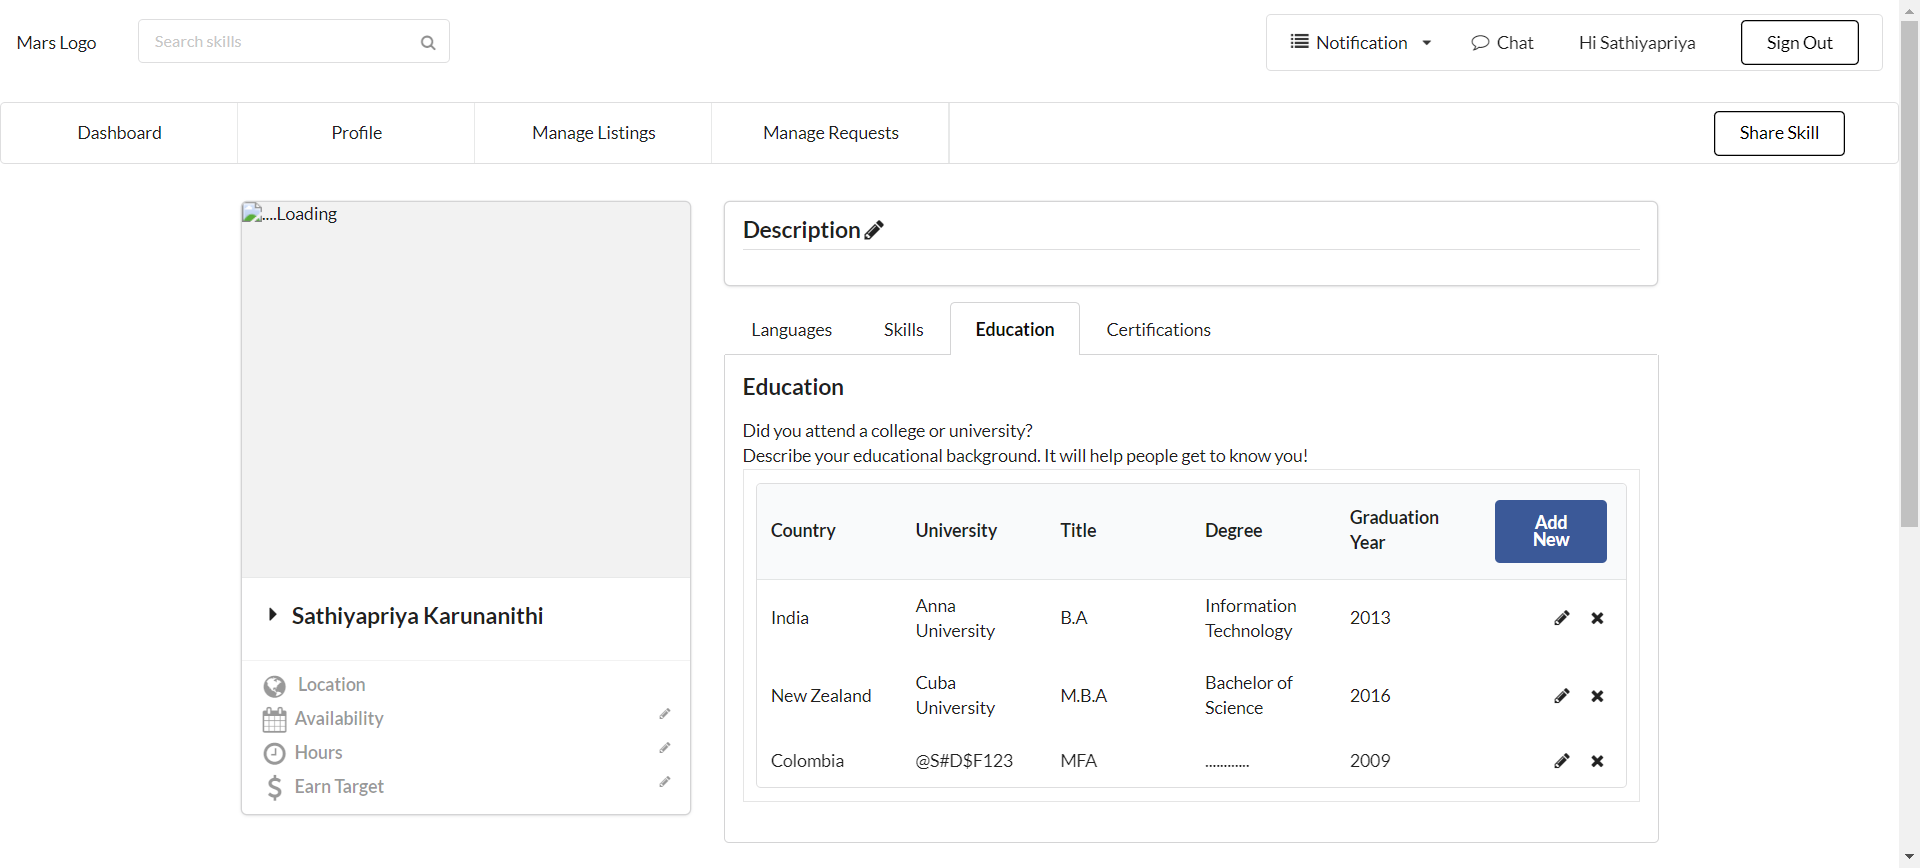 Mars Logo
Search skills
Notification
Chat
Hi Sathiyapriya
Sign Out
Dashboard
Profile
Manage Listings
Manage Requests
Share Skill
....Loading
Sathiyapriya Karunanithi
Location
Availability
Hours
Earn Target
Description
Languages
Skills
Education
Certifications
Education
Did you attend a college or university?
Describe your educational background. It will help people get to know you!
Country
University
Title
Degree
Graduation
Year
Add
New
India
Anna
University
B.A
Information
Technology
2013
New Zealand
Cuba
University
M.B.A
Bachelor of
Science
2016
Colombia
@S#D$F123
MFA
............
2009